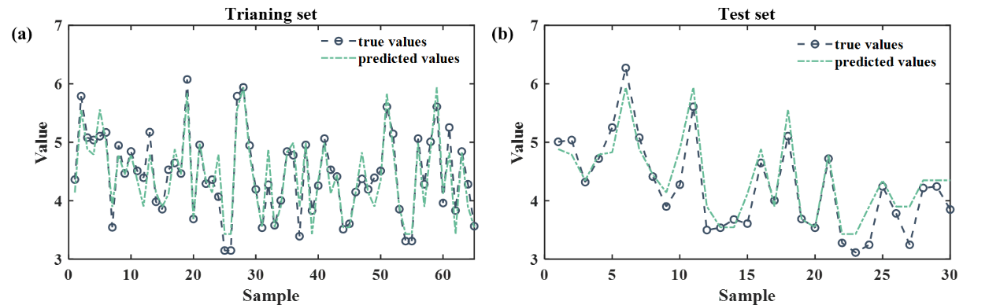 (a)
Trianing set
true values
predicted values
Value
7
6
5
4
3
0 10 20 30 40 50 60
Sample
(b)
Test set
true values
predicted values
Value
7
6
5
4
3
0 5 10 15 20 25 30
Sample